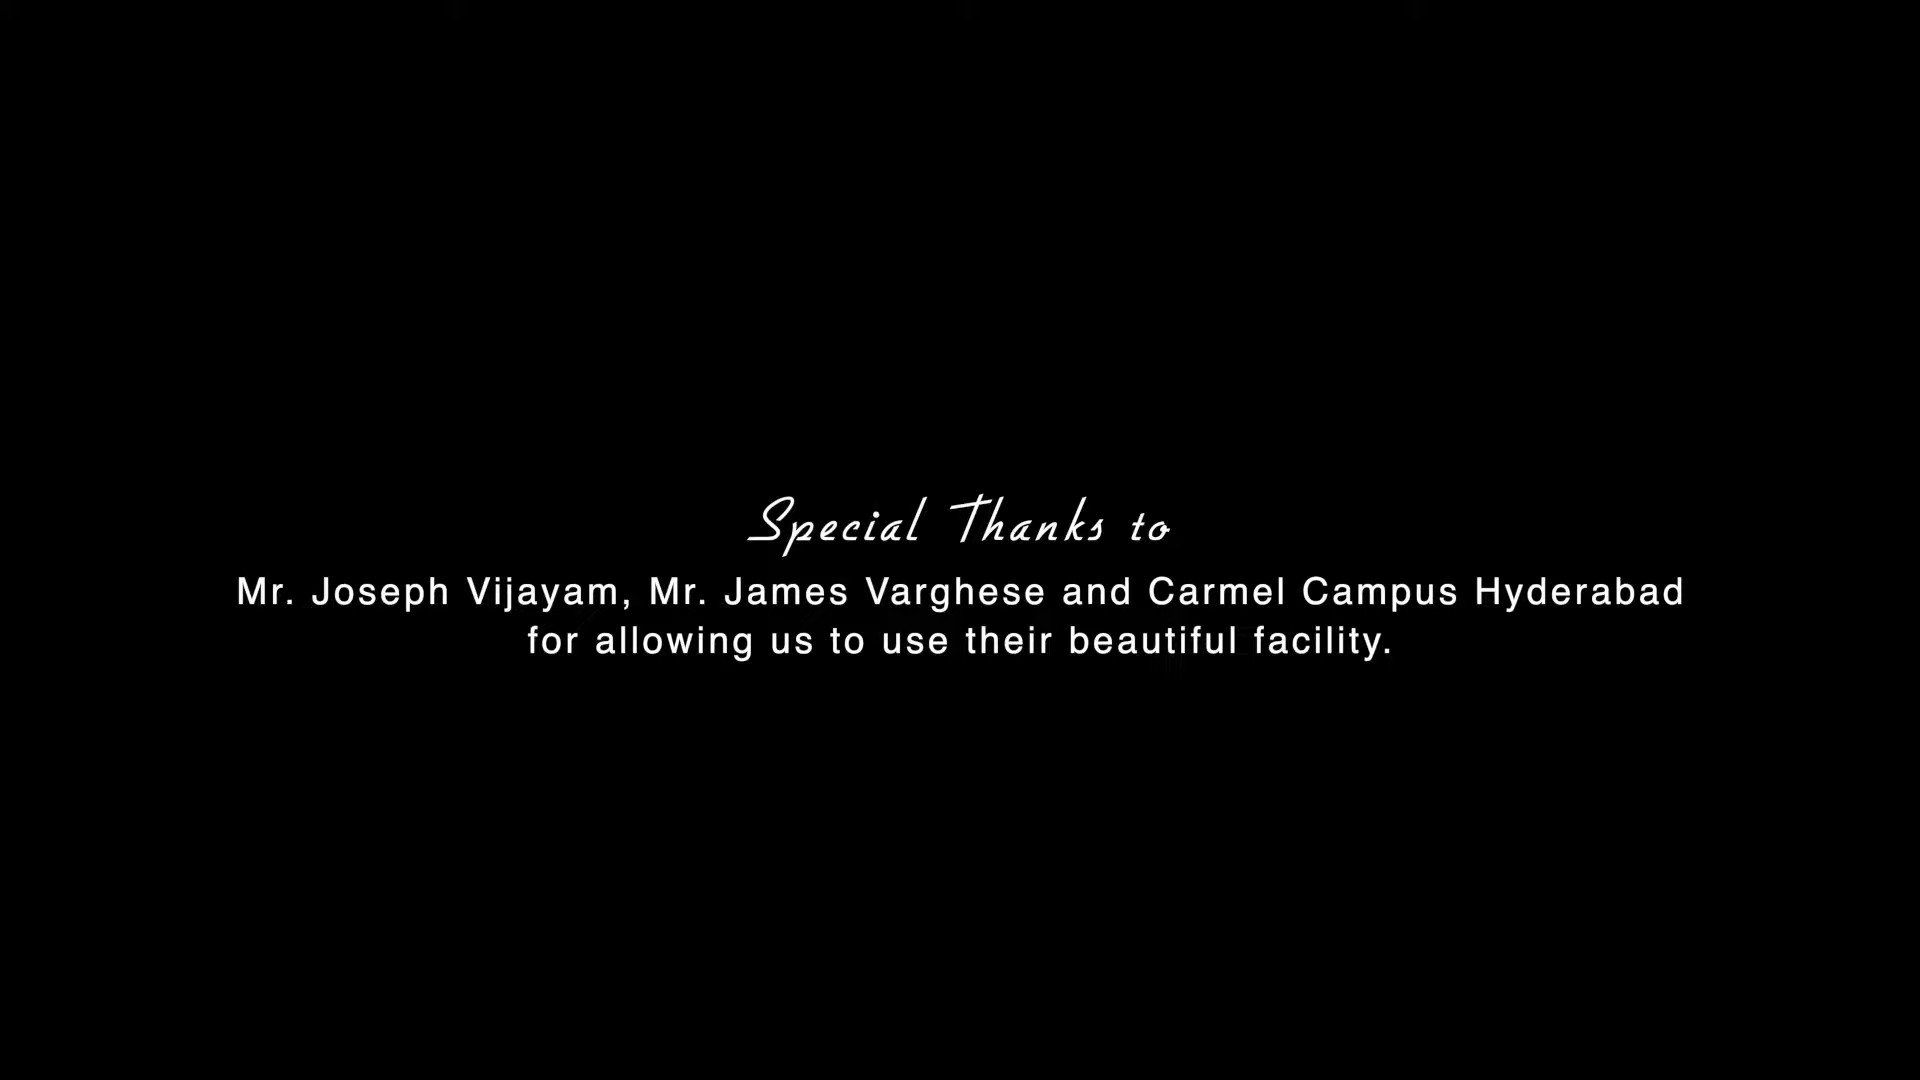 Special Thanks to
Mr. Joseph Vijayam, Mr. James Varghese and Carmel Campus Hyderabad
for allowing us to use their beautiful facility.